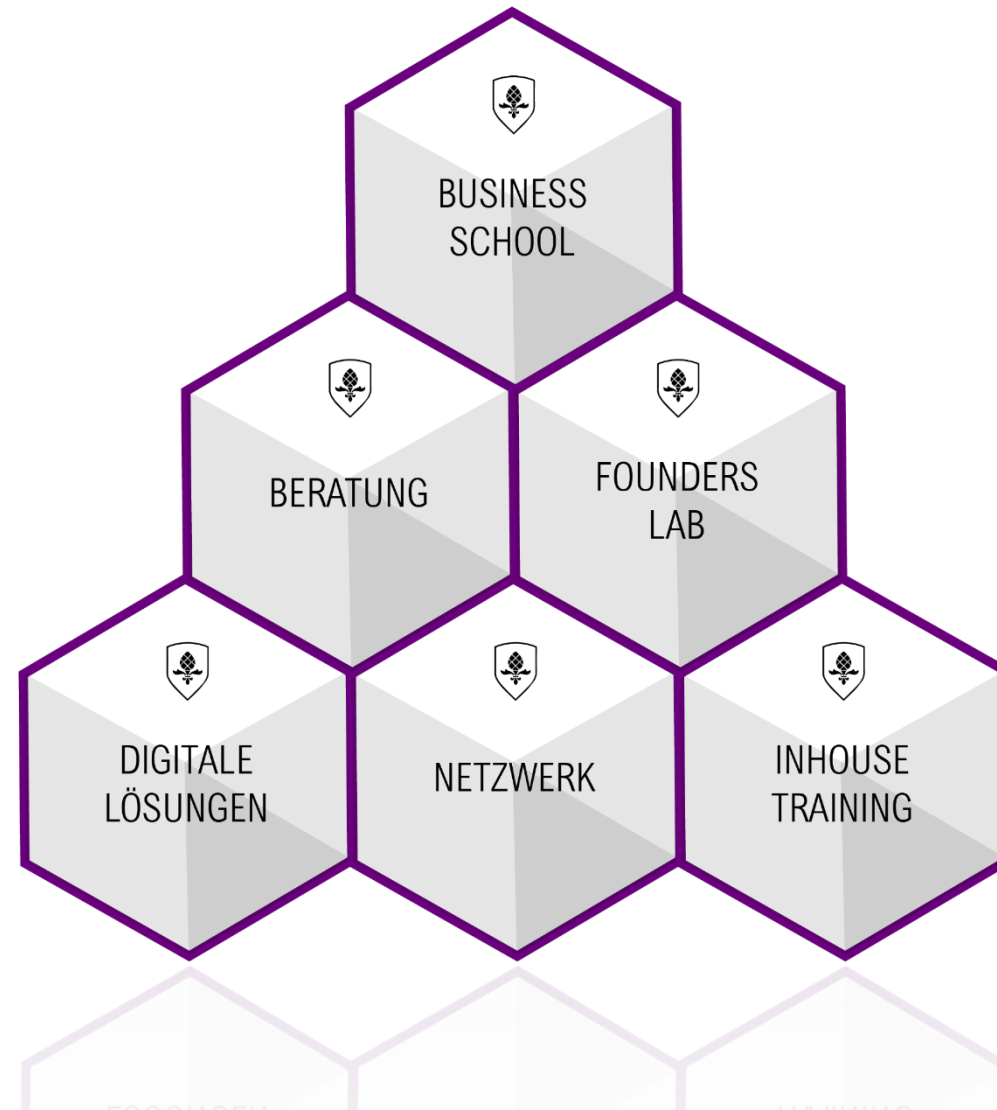 BUSINESS
SCHOOL
BERATUNG
FOUNDERS
LAB
DIGITALE
LÖSUNGEN
NETZWERK
INHOUSE
TRAINING